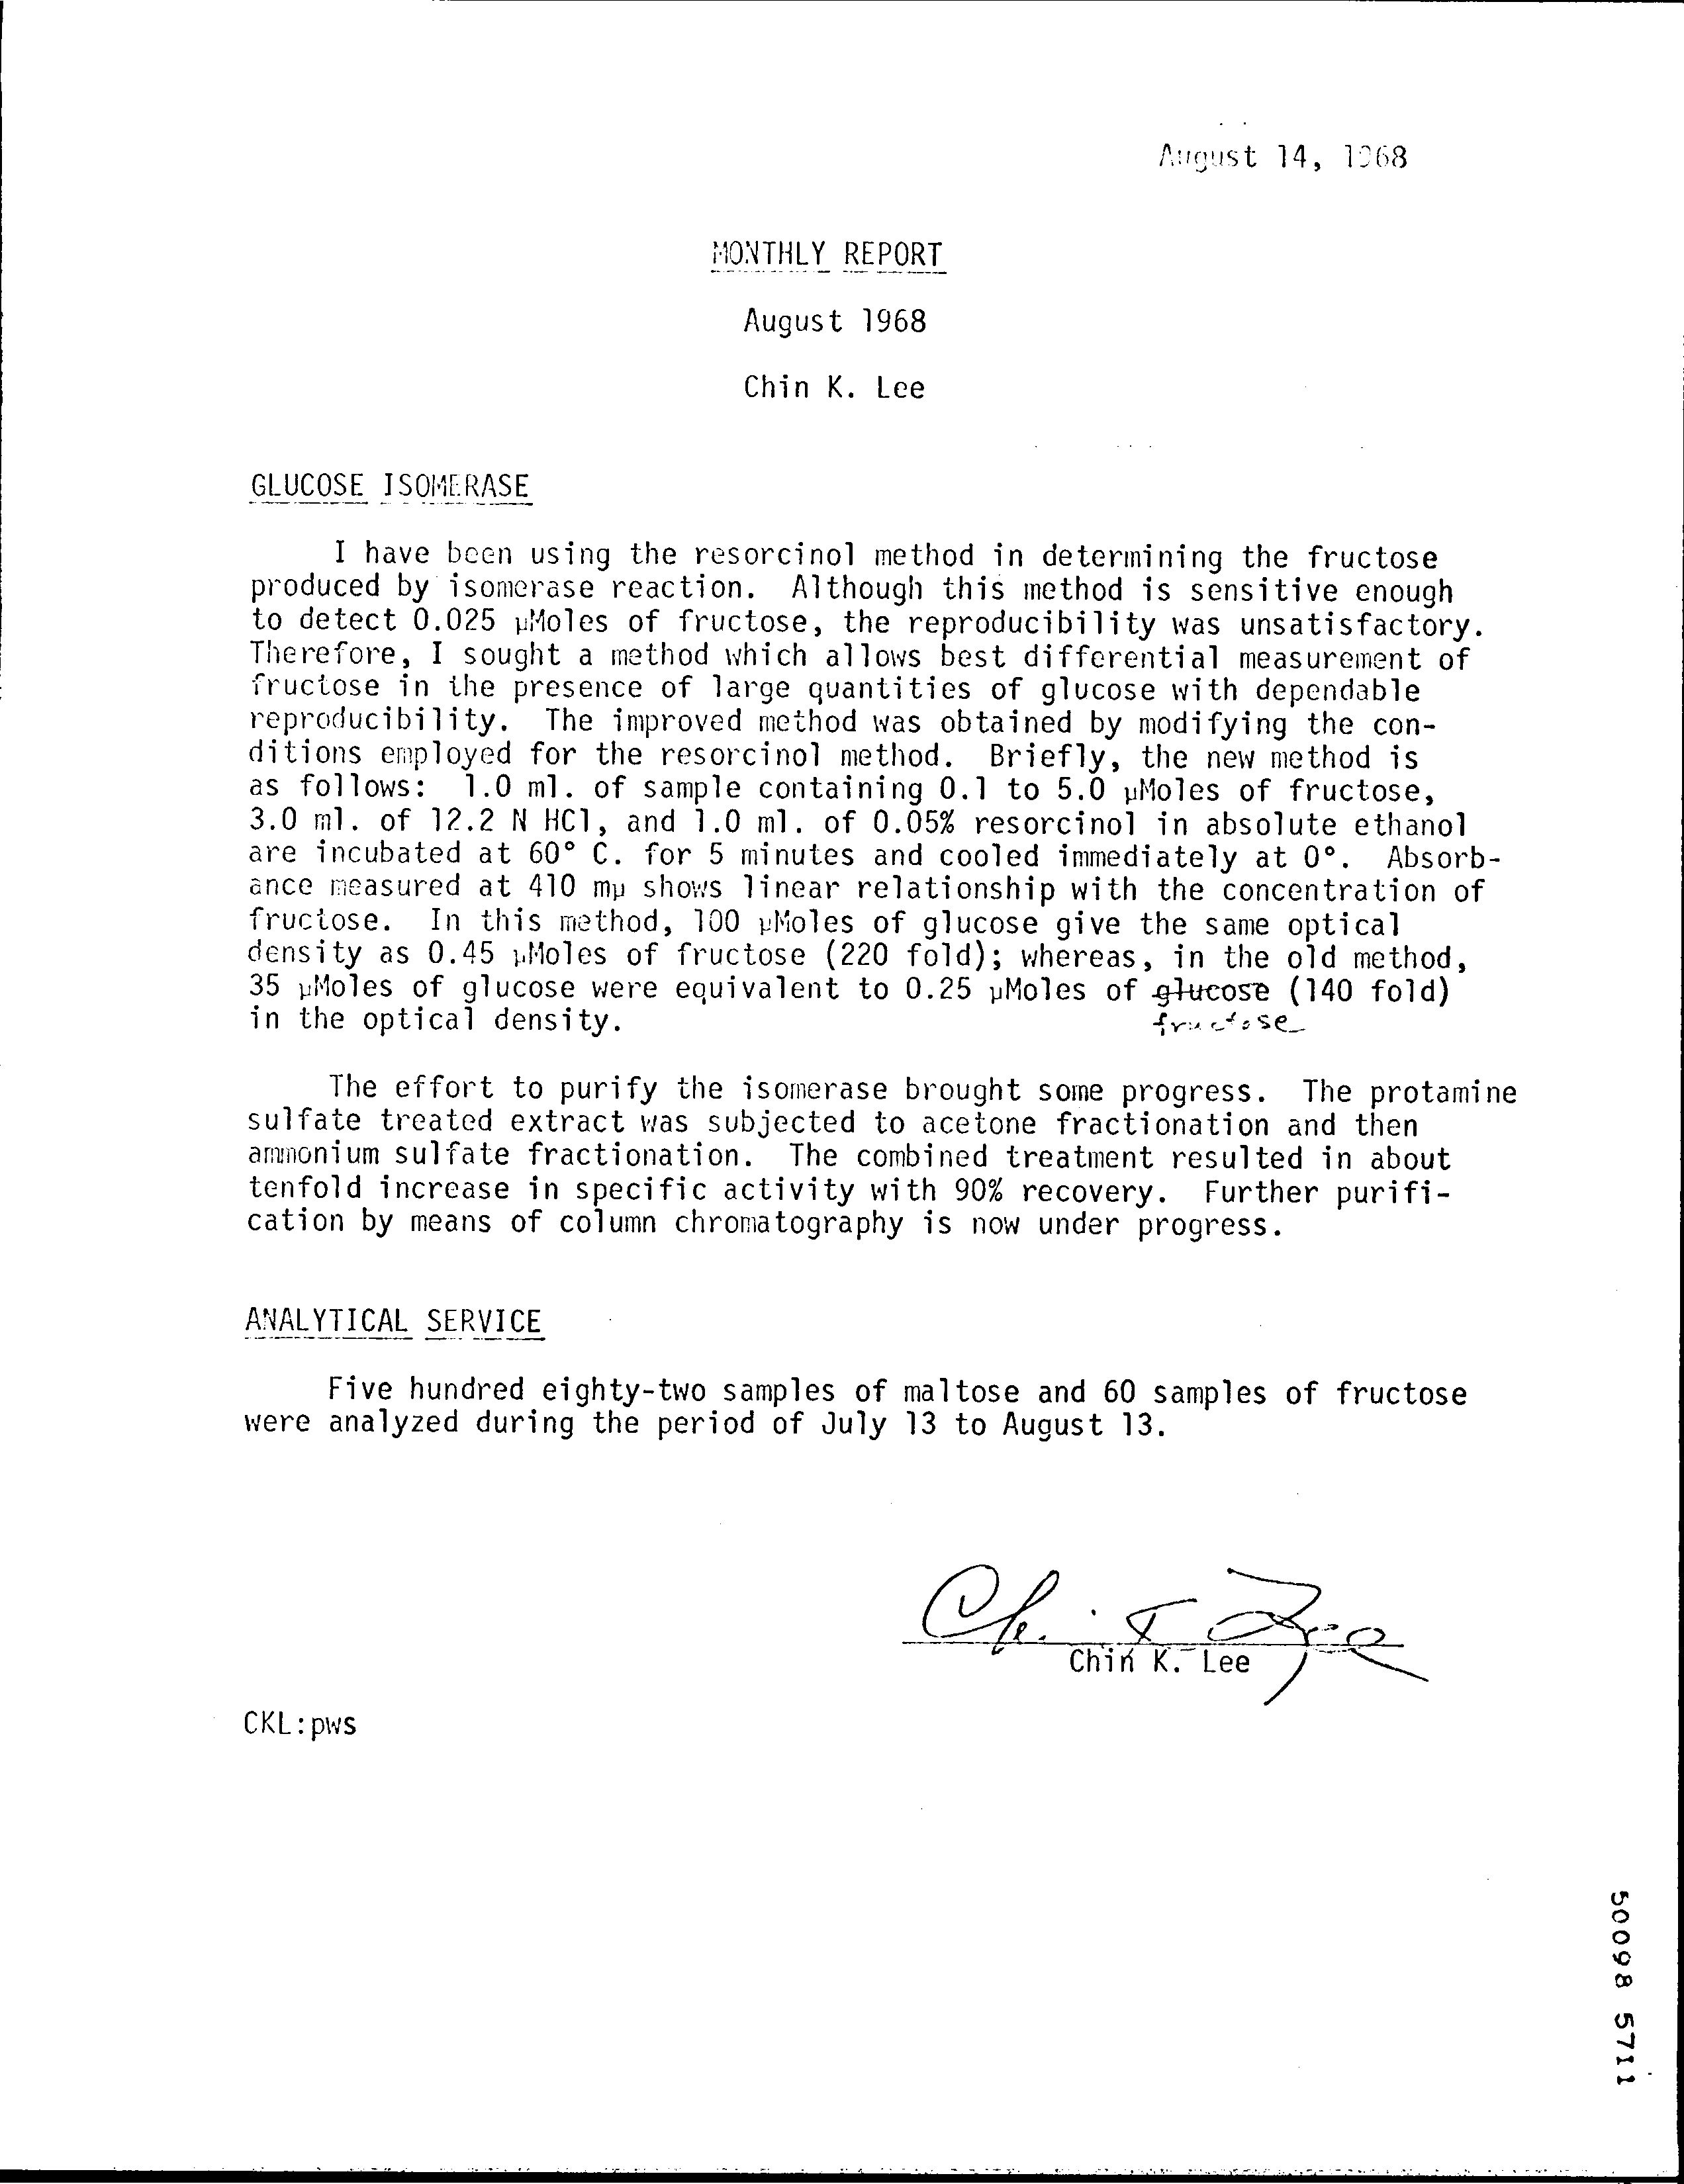 August 14, 1968
MONTHLY REPORT
August 1968
Chin K. Lee
GLUCOSE ISOMERASE
I have been using the resorcinol method in determining the fructose
produced by isomerase reaction. Although this method is sensitive enough
to detect 0.025 µMoles of fructose, the reproducibility was unsatisfactory.
Therefore, I sought a method which allows best differential measurement of
fructose in the presence of large quantities of glucose with dependable
reproducibility. The improved method was obtained by modifying the con-
ditions employed for the resorcinol method. Briefly, the new method is
as follows: 1.0 ml. of sample containing 0.1 to 5.0 µMoles of fructose,
3.0 ml. of 12.2 N HCl, and 1.0 ml. of 0.05% resorcinol in absolute ethanol
are incubated at 60° C. for 5 minutes and cooled immediately at 0°. Absorb-
ance measured at 410 mµ shows linear relationship with the concentration of
fructose. In this method, 100 µMoles of glucose give the same optical
density as 0.45 µMoles of fructose (220 fold); whereas, in the old method,
35 µMoles of glucose were equivalent to 0.25 µMoles of glucose (140 fold)
in the optical density. fructose
The effort to purify the isomerase brought some progress. The protamine
sulfate treated extract was subjected to acetone fractionation and then
ammonium sulfate fractionation. The combined treatment resulted in about
tenfold increase in specific activity with 90% recovery. Further purifi-
cation by means of column chromatography is now under progress.
ANALYTICAL SERVICE
Five hundred eighty-two samples of maltose and 60 samples of fructose
were analyzed during the period of July 13 to August 13.
Chin K. Lee
Chin K. Lee
CKL:pws
50098 5711